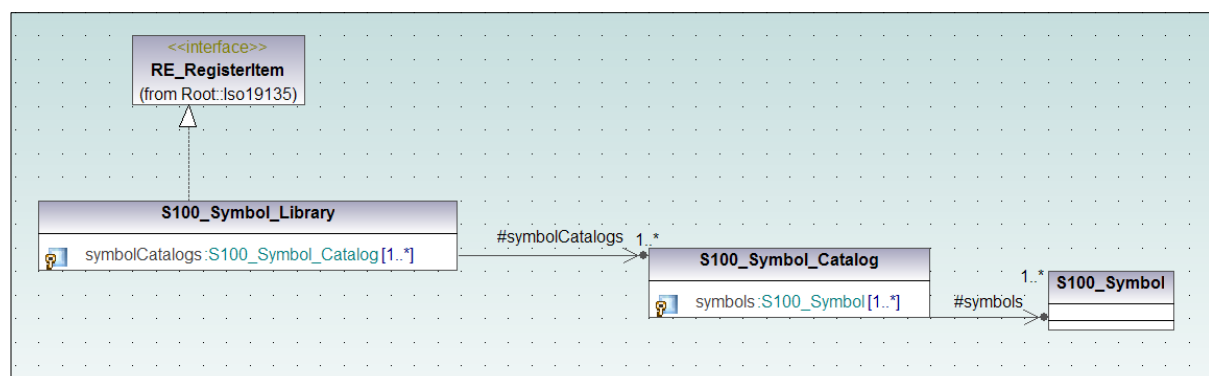 <<interface>>
RE_RegisterItem
(from Root::Iso19135)
S100_Symbol_Library
symbolCatalogs:S100_Symbol_Catalog[1..*]
#symbolCatalogs
1..*
S100_Symbol_Catalog
symbols:S100_Symbol[1..*]
#symbols
1..*
S100_Symbol